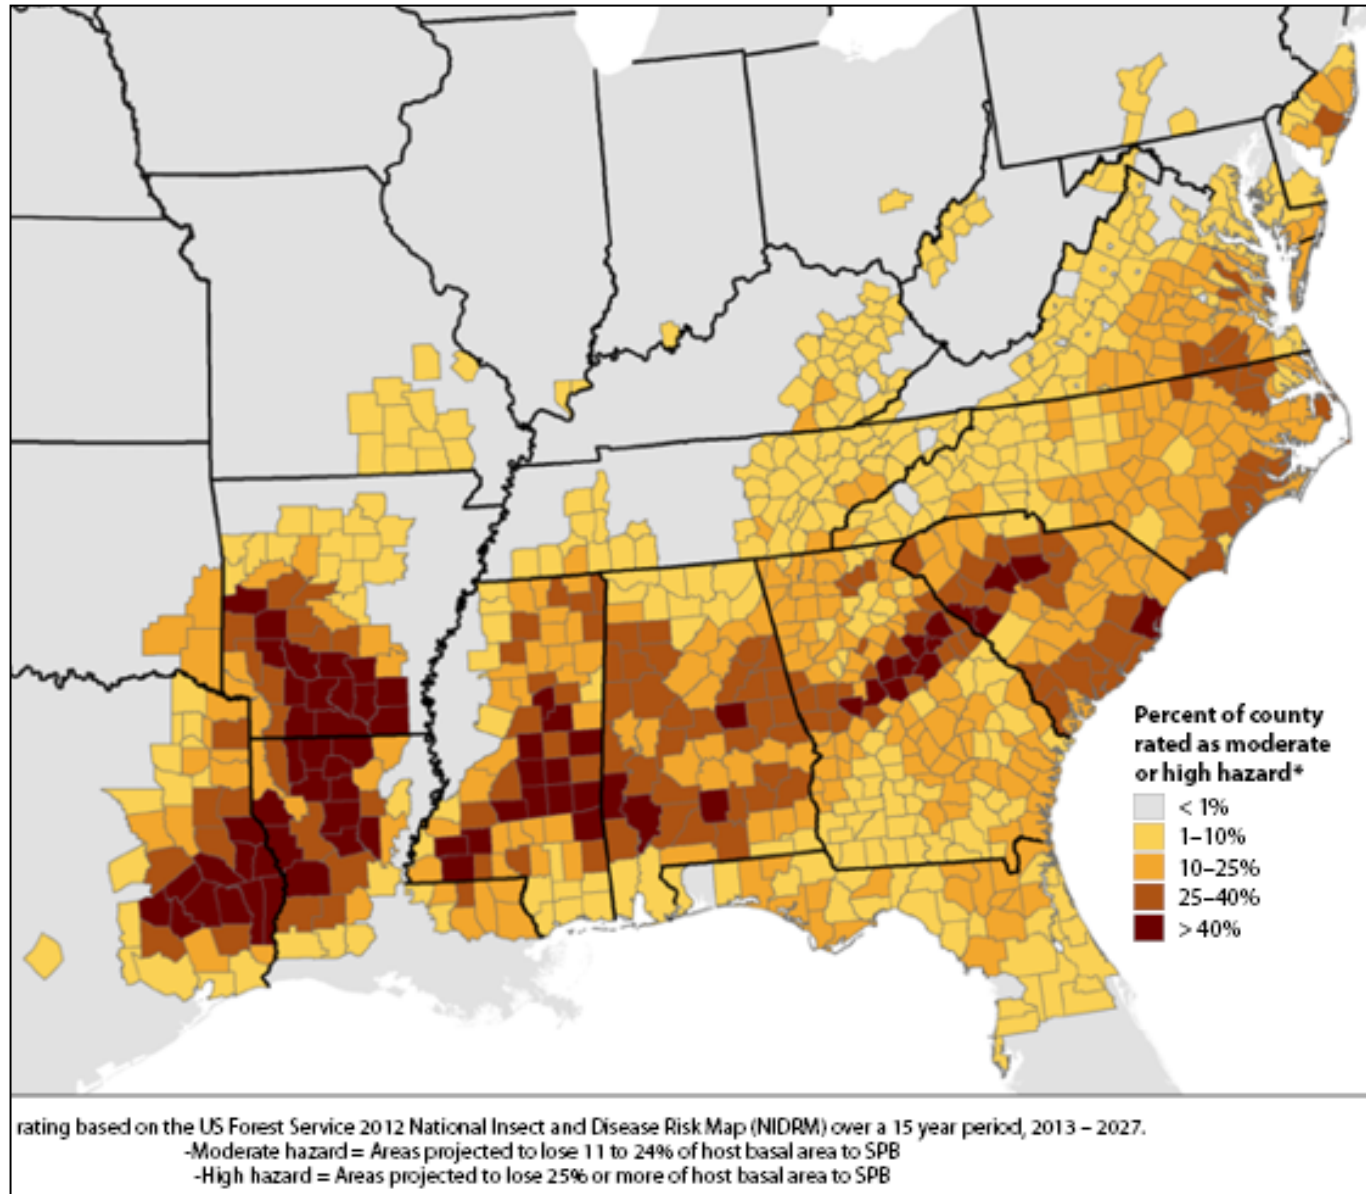 Percent of county
rated as moderate
or high hazard*
< 1%
1–10%
10–25%
25–40%
> 40%
rating based on the US Forest Service 2012 National Insect and Disease Risk Map (NIDRM) over a 15 year period, 2013 – 2027.
-Moderate hazard = Areas projected to lose 11 to 24% of host basal area to SPB
-High hazard = Areas projected to lose 25% or more of host basal area to SPB